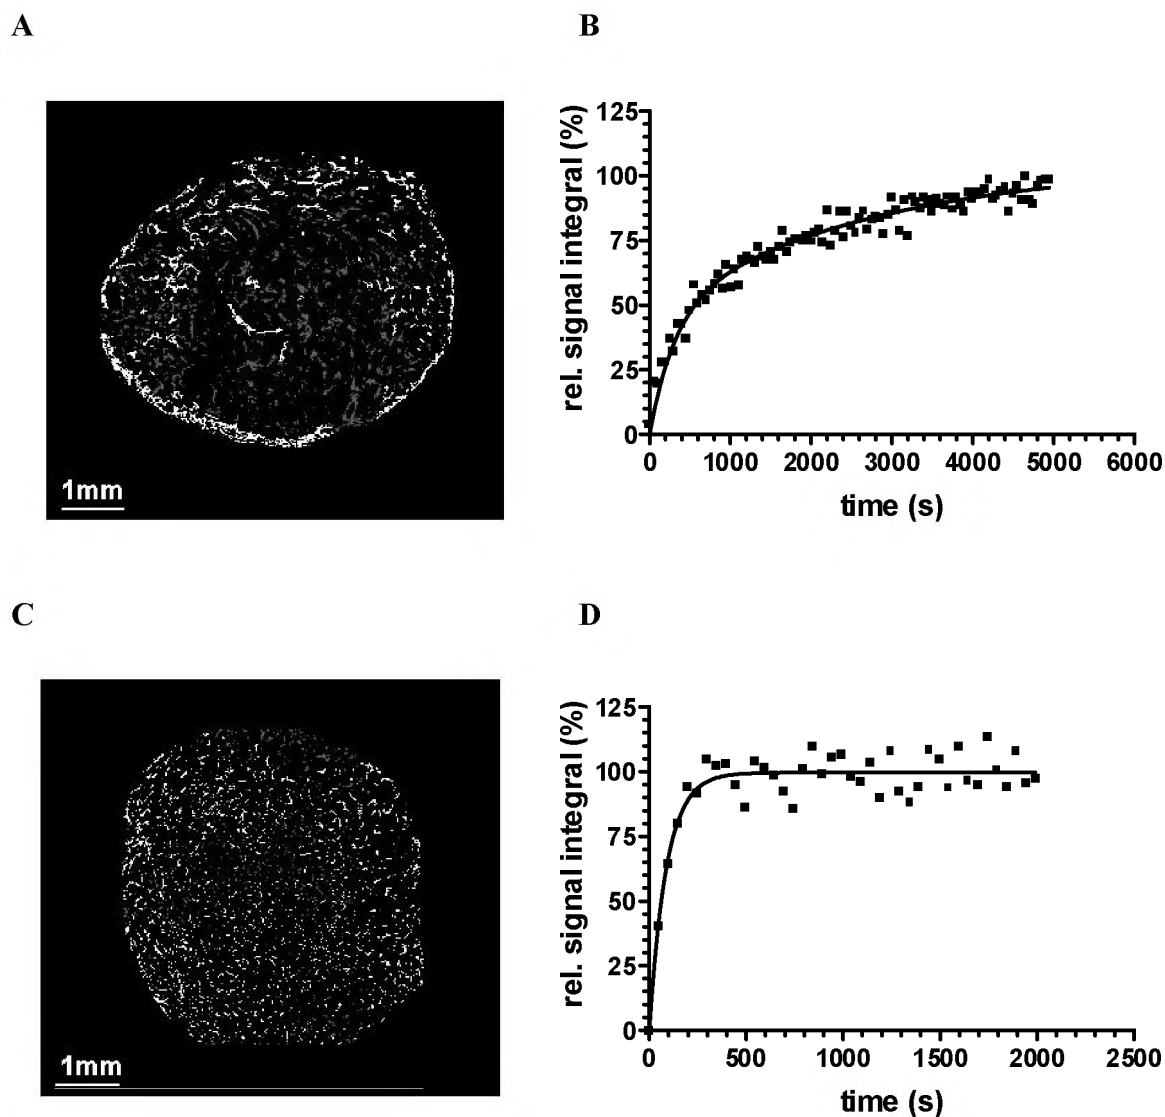 A
B
1mm
rel. signal integral (%)
125
100
75
50
25
0
0 1000 2000 3000 4000 5000 6000
time (s)
C
D
1mm
rel. signal integral (%)
125
100
75
50
25
0
0 500 1000 1500 2000 2500
time (s)